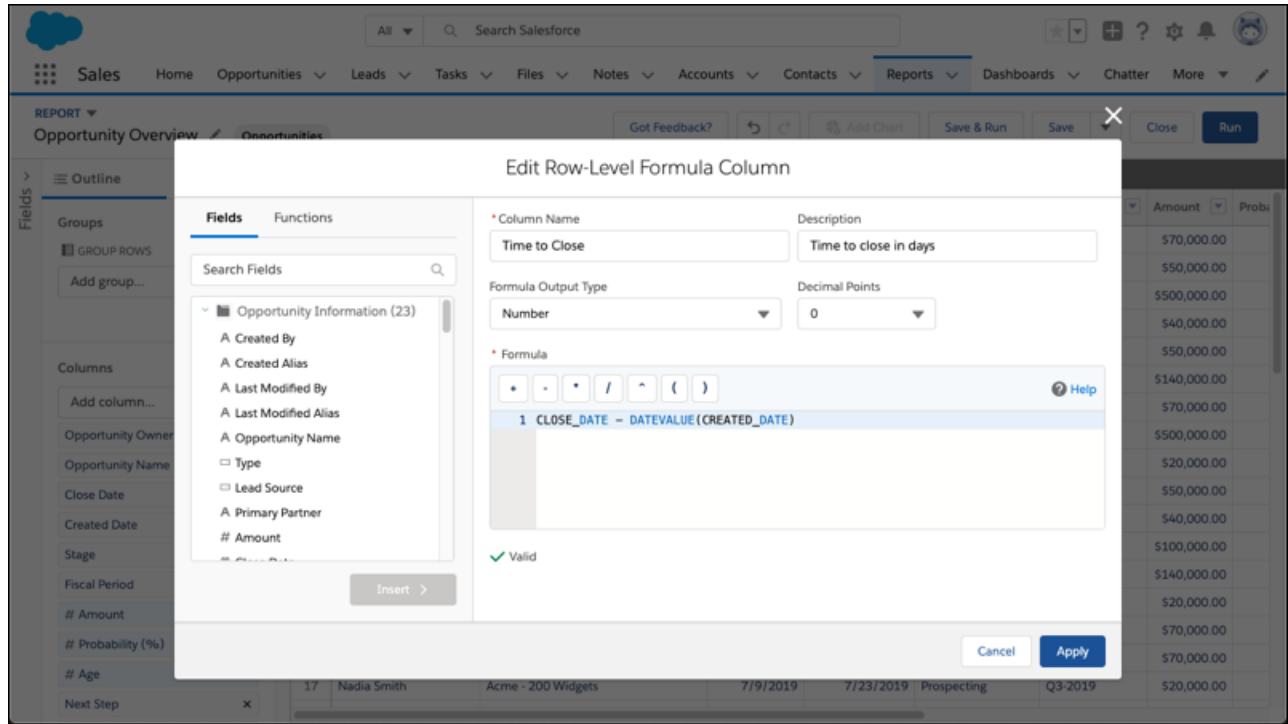 All
Search Salesforce
Sales
Home
Opportunities
Leads
Tasks
Files
Notes
Accounts
Contacts
Reports
Dashboards
Chatter
More
REPORT
Opportunity Overview
Opportunities
Got Feedback?
Add Chart
Save & Run
Save
Close
Run
Fields
Outline
Groups
GROUP ROWS
Add group...
Columns
Add column...
Opportunity Owner
Opportunity Name
Close Date
Created Date
Stage
Fiscal Period
# Amount
# Probability (%)
# Age
Next Step
Edit Row-Level Formula Column
Fields
Functions
Search Fields
Opportunity Information (23)
A Created By
A Created Alias
A Last Modified By
A Last Modified Alias
A Opportunity Name
Type
Lead Source
A Primary Partner
# Amount
Insert >
* Column Name
Time to Close
Description
Time to close in days
Formula Output Type
Number
Decimal Points
0
* Formula
+ - * / ^ ( )
Help
1 CLOSE_DATE - DATEVALUE(CREATED_DATE)
Valid
Cancel
Apply
Amount
$70,000.00
$50,000.00
$500,000.00
$40,000.00
$50,000.00
$140,000.00
$70,000.00
$500,000.00
$20,000.00
$50,000.00
$40,000.00
$100,000.00
$140,000.00
$20,000.00
$70,000.00
$70,000.00
17 Nadia Smith Acme - 200 Widgets 7/9/2019 7/23/2019 Prospecting Q3-2019 $20,000.00